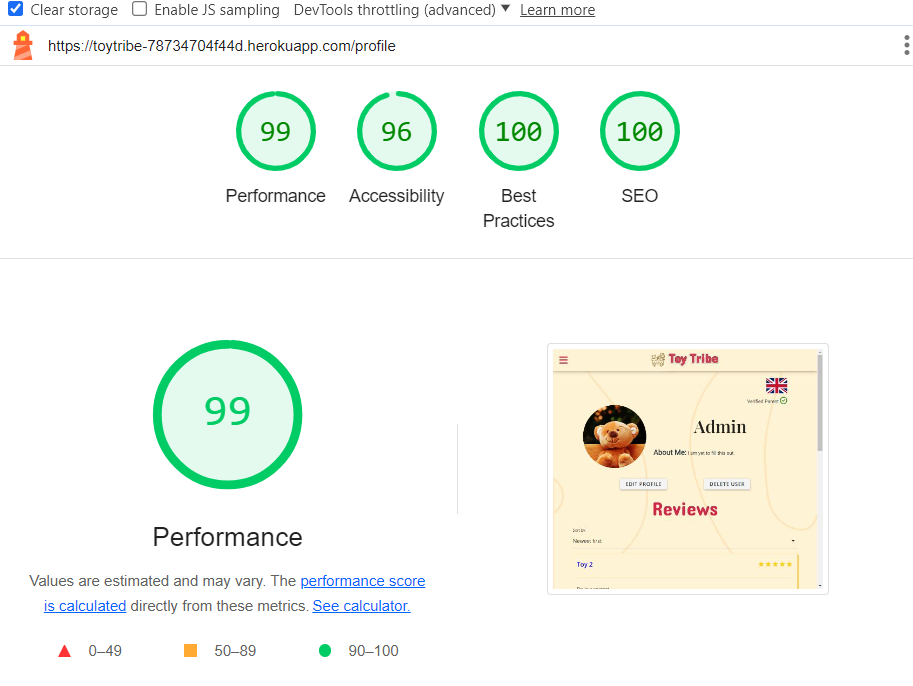 Clear storage Enable JS sampling DevTools throttling (advanced) Learn more
https://toytribe-78734704f44d.herokuapp.com/profile
99 96 100 100
Performance Accessibility Best Practices SEO
99
Performance
Values are estimated and may vary. The performance score
is calculated directly from these metrics. See calculator.
0–49 50–89 90–100
Toy Tribe
Verified Parent
Admin
About Me: I am yet to fill this out
EDIT PROFILE DELETE USER
Reviews
Sort by
Newest first
Toy 2